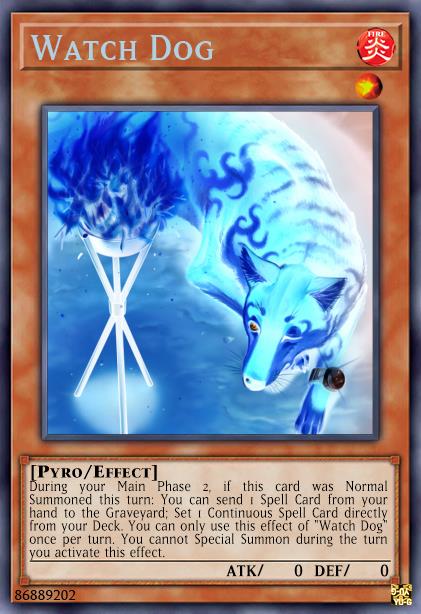 Watch Dog
FIRE
炎
[Pyro/Effect]
During your Main Phase 2, if this card was Normal
Summoned this turn: You can send 1 Spell Card from your
hand to the Graveyard; Set 1 Continuous Spell Card directly
from your Deck. You can only use this effect of "Watch Dog"
once per turn. You cannot Special Summon during the turn
you activate this effect.
ATK/ 0 DEF/ 0
86889202